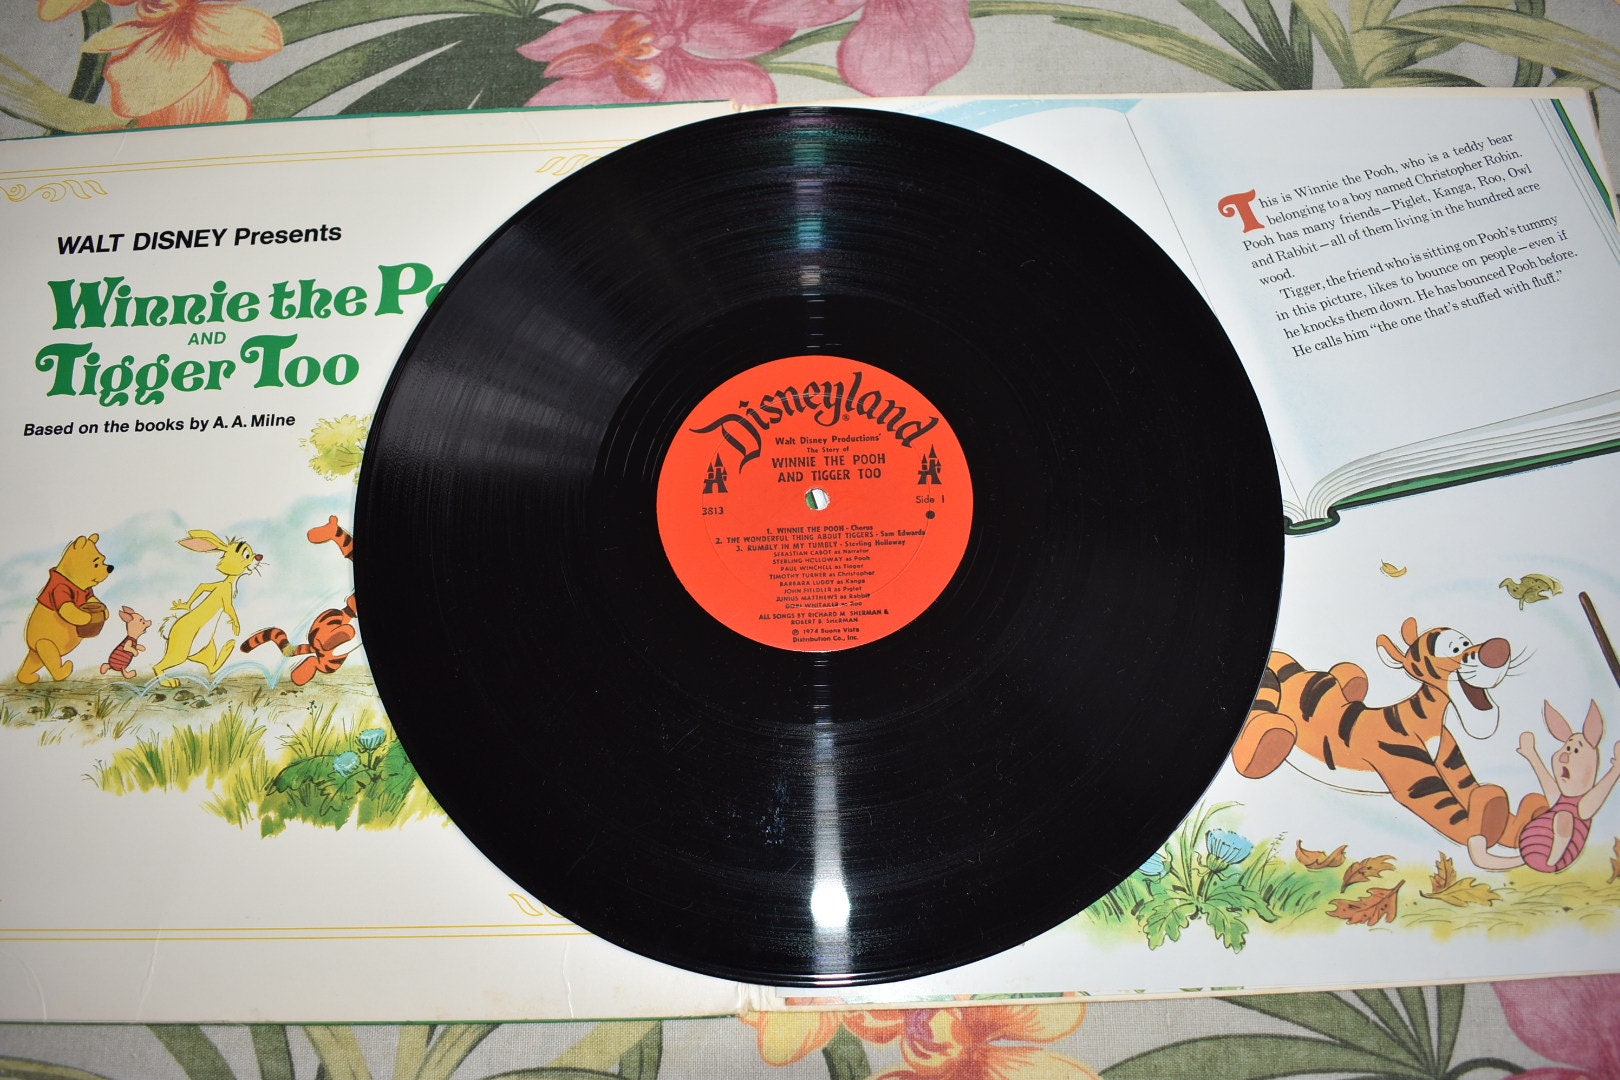 WALT DISNEY Presents
Winnie the P
AND
Tigger Too
Based on the books by A. A. Milne
Disneyland
®
Walt Disney Productions'
The Story of
WINNIE THE POOH
AND TIGGER TOO
3813
Side 1
1. WINNIE THE POOH - Chorus
2. THE WONDERFUL THING ABOUT TIGGERS - Sam Edwards
3. RUMBLY IN MY TUMBLY - Sterling Holloway
SEBASTIAN CABOT as Narrator
STERLING HOLLOWAY as Pooh
PAUL WINCHELL as Tigger
TIMOTHY TURNER as Christopher
BARBARA LUDDY as Kanga
JOHN FIELDLER as Piglet
JUNIUS MATTHEWS as Rabbit
DORI WHITAKER as Roo
ALL SONGS BY RICHARD M. SHERMAN &
ROBERT B. SHERMAN
℗ 1974 Buena Vista
Distribution Co., Inc.
This is Winnie the Pooh, who is a teddy bear
belonging to a boy named Christopher Robin.
Pooh has many friends—Piglet, Kanga, Roo, Owl
and Rabbit—all of them living in the hundred acre
wood.
Tigger, the friend who is sitting on Pooh's tummy
in this picture, likes to bounce on people—even if
he knocks them down. He has bounced Pooh before.
He calls him "the one that's stuffed with fluff."